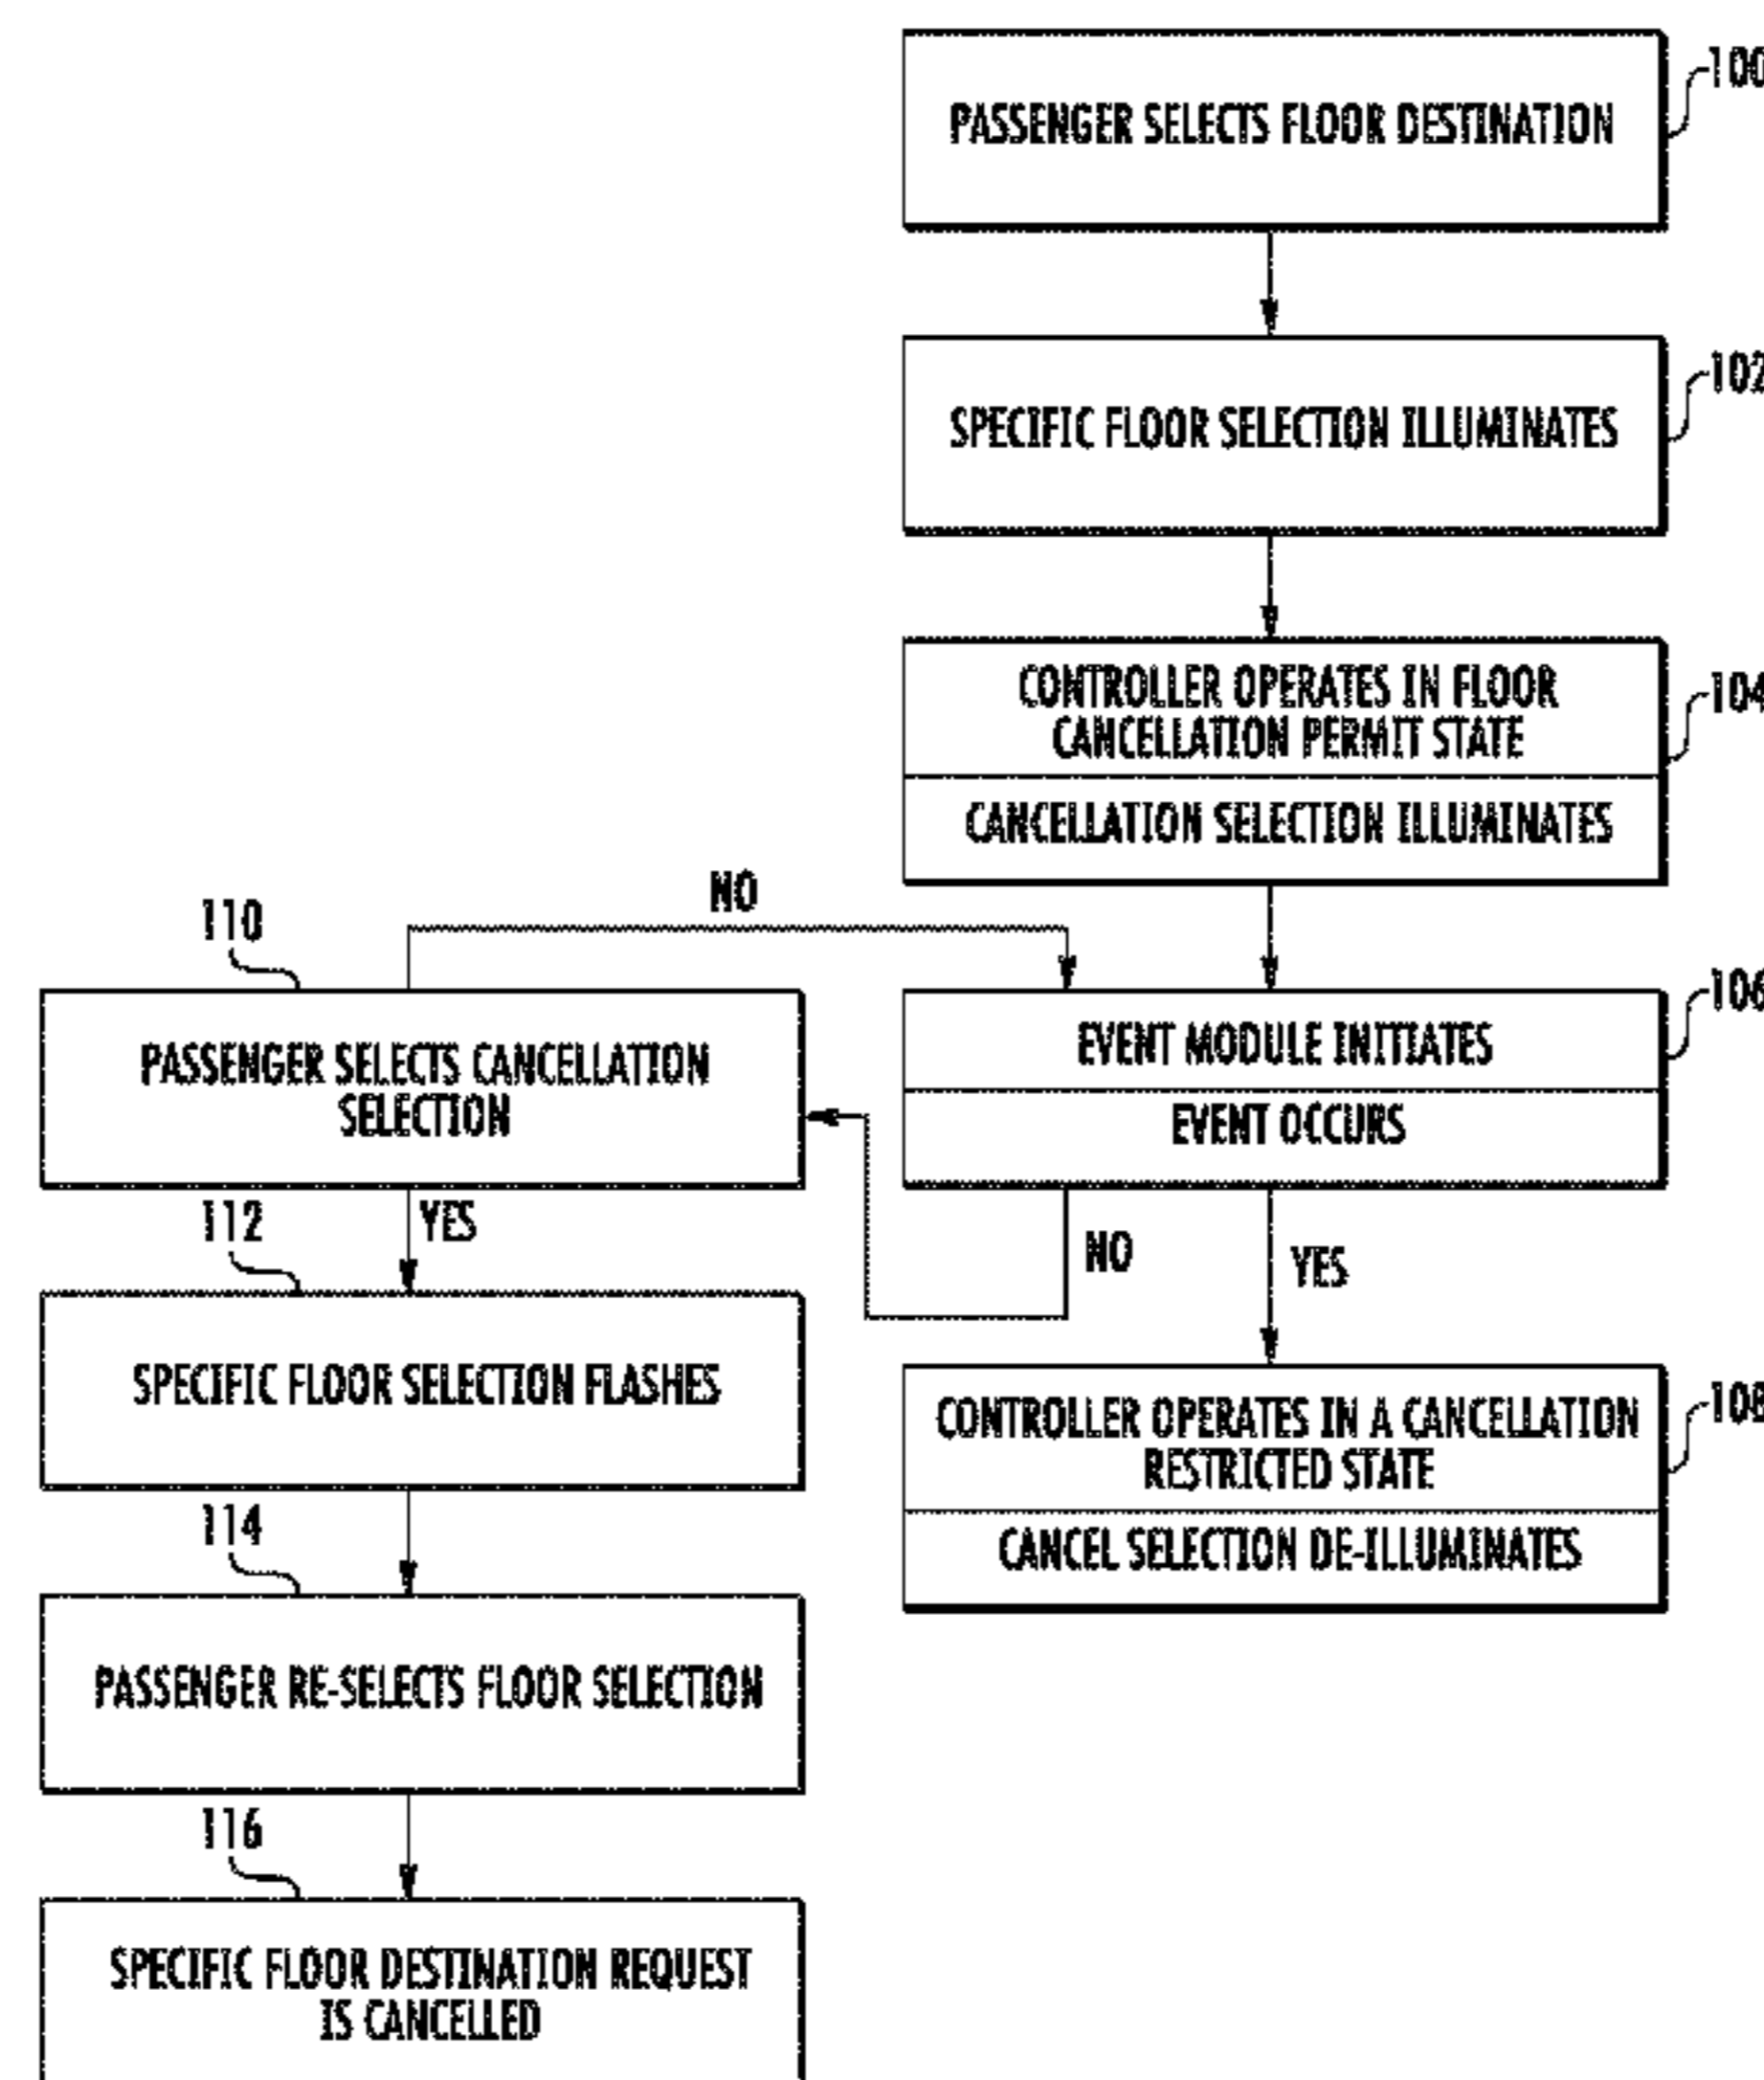 PASSENGER SELECTS FLOOR DESTINATION
100
SPECIFIC FLOOR SELECTION ILLUMINATES
102
CONTROLLER OPERATES IN FLOOR
CANCELLATION PERMIT STATE
104
CANCELLATION SELECTION ILLUMINATES
NO
110
PASSENGER SELECTS CANCELLATION
SELECTION
EVENT MODULE INITIATES
106
EVENT OCCURS
112
YES
NO
YES
SPECIFIC FLOOR SELECTION FLASHES
CONTROLLER OPERATES IN A CANCELLATION
RESTRICTED STATE
108
CANCEL SELECTION DE-ILLUMINATES
114
PASSENGER RE-SELECTS FLOOR SELECTION
116
SPECIFIC FLOOR DESTINATION REQUEST
IS CANCELLED